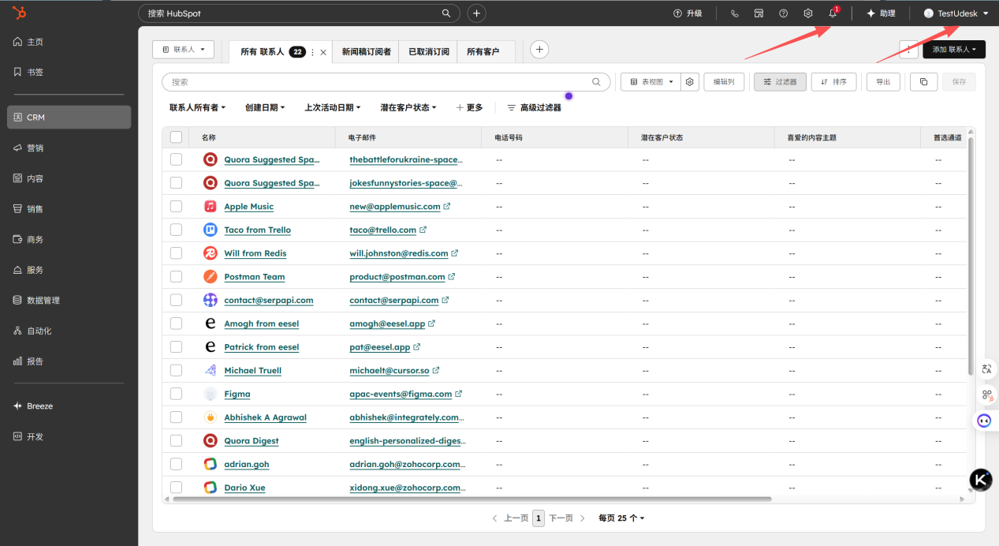 搜索 HubSpot
升级
1
助理
TestUdesk
主页
书签
CRM
营销
内容
销售
商务
服务
数据管理
自动化
报告
Breeze
开发
联系人
所有 联系人 22
新闻稿订阅者
已取消订阅
所有客户
添加 联系人
搜索
表视图
编辑列
过滤器
排序
导出
保存
联系人所有者
创建日期
上次活动日期
潜在客户状态
更多
高级过滤器
名称 电子邮件 电话号码 潜在客户状态 喜爱的内容主题 首选通道
Quora Suggested Spa... thebattleforukraine-space... -- -- -- --
Quora Suggested Spa... jokesfunnystories-space@... -- -- -- --
Apple Music new@applemusic.com -- -- -- --
Taco from Trello taco@trello.com -- -- -- --
Will from Redis will.johnston@redis.com -- -- -- --
Postman Team product@postman.com -- -- -- --
contact@serpapi.com contact@serpapi.com -- -- -- --
Amogh from eesel amogh@eesel.app -- -- -- --
Patrick from eesel pat@eesel.app -- -- -- --
Michael Truell michaelt@cursor.so -- -- -- --
Figma apac-events@figma.com -- -- -- --
Abhishek A Agrawal abhishek@integrately.com... -- -- -- --
Quora Digest english-personalized-diges... -- -- -- --
adrian.goh adrian.goh@zohocorp.com... -- -- -- --
Dario Xue xidong.xue@zohocorp.com... -- -- -- --
上一页 1 下一页 每页 25 个